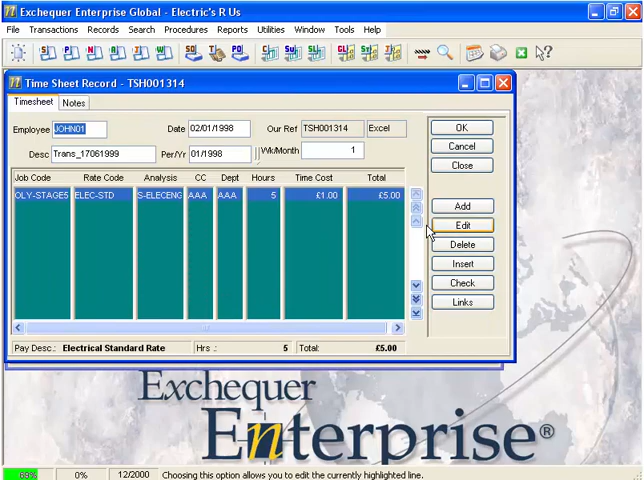 Exchequer Enterprise Global - Electric's R Us
File Transactions Records Search Procedures Reports Utilities Window Tools Help
Time Sheet Record - TSH001314
Timesheet Notes
Employee JOHN01 Date 02/01/1998 Our Ref TSH001314 Excel
Desc Trans_17061999 Per/Yr 01/1998 Wk/Month 1
Job Code Rate Code Analysis CC Dept Hours Time Cost Total
OLY-STAGE5 ELEC-STD S-ELECENG AAA AAA 5 £1.00 £5.00
OK
Cancel
Close
Add
Edit
Delete
Insert
Check
Links
Pay Desc.: Electrical Standard Rate Hrs .: 5 Total: £5.00
Exchequer
Enterprise®
69% 0% 12/2000 Choosing this option allows you to edit the currently highlighted line.